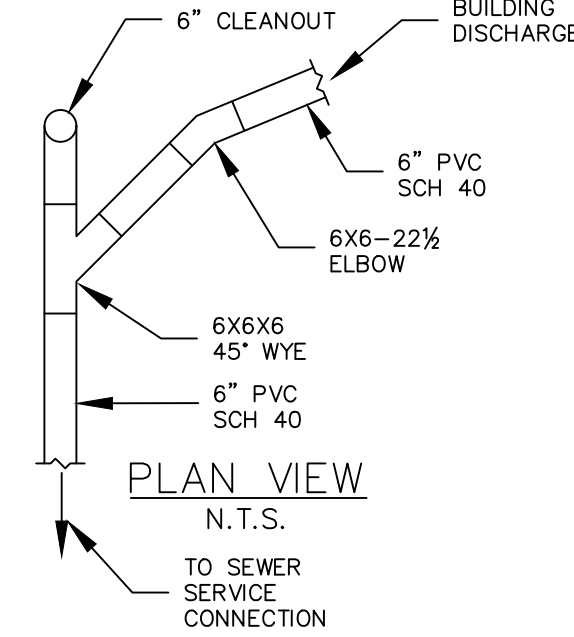 6” CLEANOUT
BUILDING
DISCHARGE
6” PVC
SCH 40
6X6-22½
ELBOW
6X6X6
45° WYE
6” PVC
SCH 40
PLAN VIEW
N.T.S.
TO SEWER
SERVICE
CONNECTION